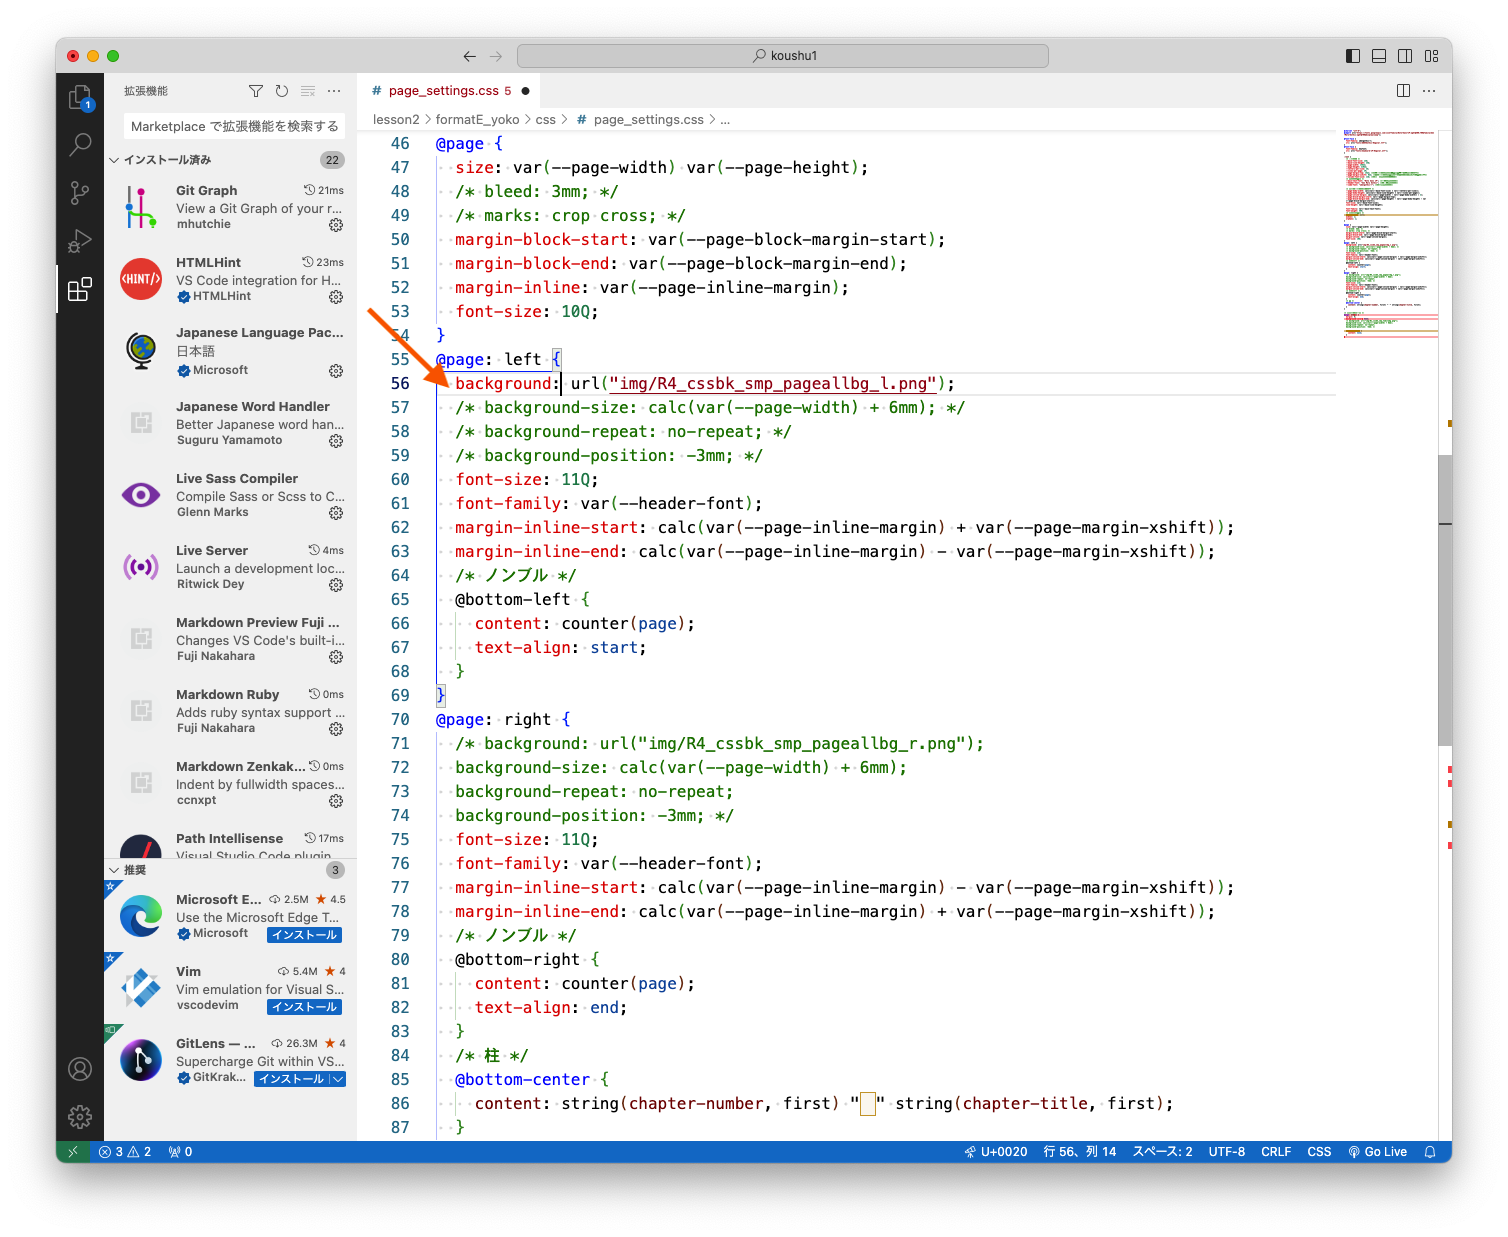 koushu1
拡張機能
Marketplace で拡張機能を検索する
インストール済み 22
Git Graph 21ms
View a Git Graph of your r...
mhutchie
HTMLHint 23ms
VS Code integration for H...
HTMLHint
Japanese Language Pac...
日本語
Microsoft
Japanese Word Handler
Better Japanese word han...
Suguru Yamamoto
Live Sass Compiler
Compile Sass or Scss to C...
Glenn Marks
Live Server 4ms
Launch a development loc...
Ritwick Dey
Markdown Preview Fuji ...
Changes VS Code's built-i...
Fuji Nakahara
Markdown Ruby 0ms
Adds ruby syntax support ...
Fuji Nakahara
Markdown Zenkak... 0ms
Indent by fullwidth spaces...
ccnxpt
Path Intellisense 17ms
Visual Studio Code plugin
推奨 3
Microsoft E... 2.5M ★ 4.5
Use the Microsoft Edge T...
Microsoft インストール
Vim 5.4M ★ 4
Vim emulation for Visual S...
vscodevim インストール
GitLens — ... 26.3M ★ 4
Supercharge Git within VS...
GitKrak... インストール
# page_settings.css 5 ●
lesson2 > formatE_yoko > css > # page_settings.css > ...
46 @page {
47 size: var(--page-width) var(--page-height);
48 /* bleed: 3mm; */
49 /* marks: crop cross; */
50 margin-block-start: var(--page-block-margin-start);
51 margin-block-end: var(--page-block-margin-end);
52 margin-inline: var(--page-inline-margin);
53 font-size: 10Q;
54 }
55 @page: left {
56 background: url("img/R4_cssbk_smp_pageallbg_l.png");
57 /* background-size: calc(var(--page-width) + 6mm); */
58 /* background-repeat: no-repeat; */
59 /* background-position: -3mm; */
60 font-size: 11Q;
61 font-family: var(--header-font);
62 margin-inline-start: calc(var(--page-inline-margin) + var(--page-margin-xshift));
63 margin-inline-end: calc(var(--page-inline-margin) - var(--page-margin-xshift));
64 /* ノンブル */
65 @bottom-left {
66 content: counter(page);
67 text-align: start;
68 }
69 }
70 @page: right {
71 /* background: url("img/R4_cssbk_smp_pageallbg_r.png");
72 background-size: calc(var(--page-width) + 6mm);
73 background-repeat: no-repeat;
74 background-position: -3mm; */
75 font-size: 11Q;
76 font-family: var(--header-font);
77 margin-inline-start: calc(var(--page-inline-margin) - var(--page-margin-xshift));
78 margin-inline-end: calc(var(--page-inline-margin) + var(--page-margin-xshift));
79 /* ノンブル */
80 @bottom-right {
81 content: counter(page);
82 text-align: end;
83 }
84 /* 柱 */
85 @bottom-center {
86 content: string(chapter-number, first) "　" string(chapter-title, first);
87 }
3 2 0 U+0020 行 56、列 14 スペース: 2 UTF-8 CRLF CSS Go Live